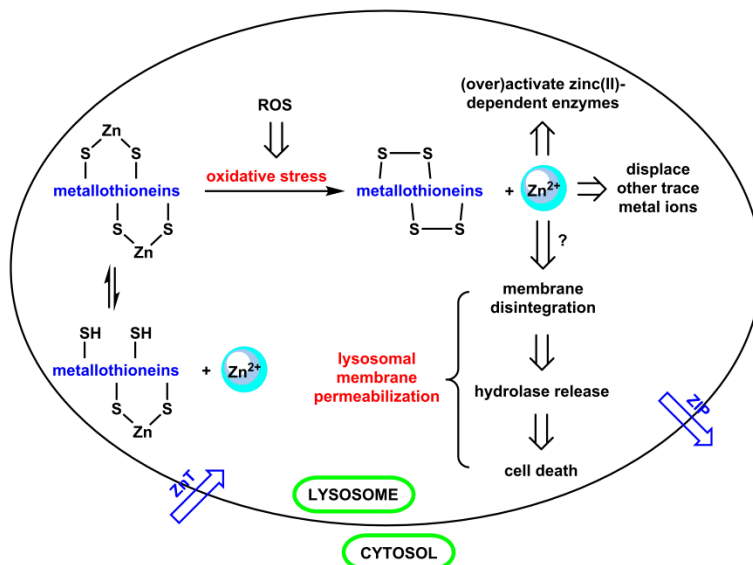 (over)activate zinc(II)-
dependent enzymes
ROS
Zn
S S
S S
oxidative stress
metallothioneins
metallothioneins + Zn²⁺
displace
other trace
metal ions
S S
Zn
S S
?
membrane
disintegration
SH SH
metallothioneins + Zn²⁺
lysosomal
membrane
permeabilization
hydrolase release
S S
Zn
cell death
ZnT
ZIP
LYSOSOME
CYTOSOL